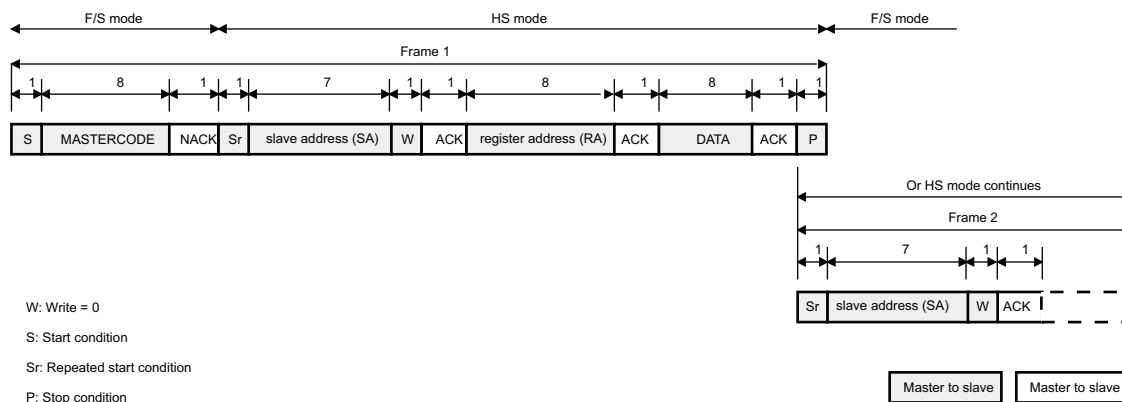 F/S mode HS mode F/S mode
Frame 1
1 8 1 1 7 1 1 8 1 8 1 1
S MASTERCODE NACK Sr slave address (SA) W ACK register address (RA) ACK DATA ACK P
Or HS mode continues
Frame 2
1 7 1 1
Sr slave address (SA) W ACK
W: Write = 0
S: Start condition
Sr: Repeated start condition
P: Stop condition
Master to slave Master to slave